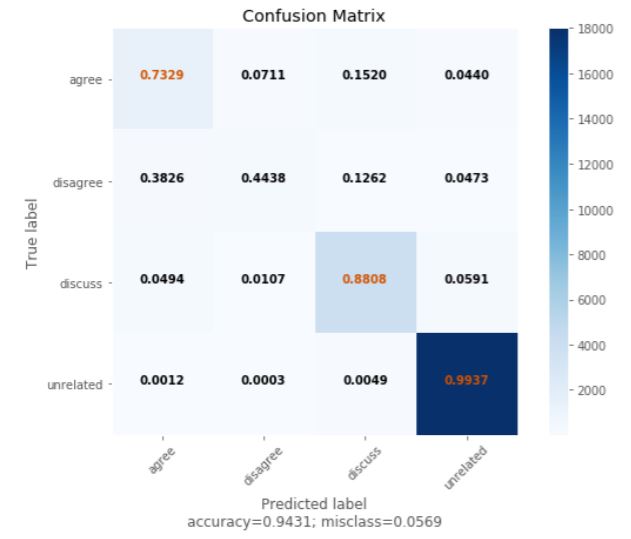 Confusion Matrix
18000
agree 0.7329 0.0711 0.1520 0.0440
16000
14000
disagree 0.3826 0.4438 0.1262 0.0473
12000
10000
True label
8000
discuss 0.0494 0.0107 0.8808 0.0591
6000
4000
unrelated 0.0012 0.0003 0.0049 0.9937
2000
agree disagree discuss unrelated
Predicted label
accuracy=0.9431; misclass=0.0569